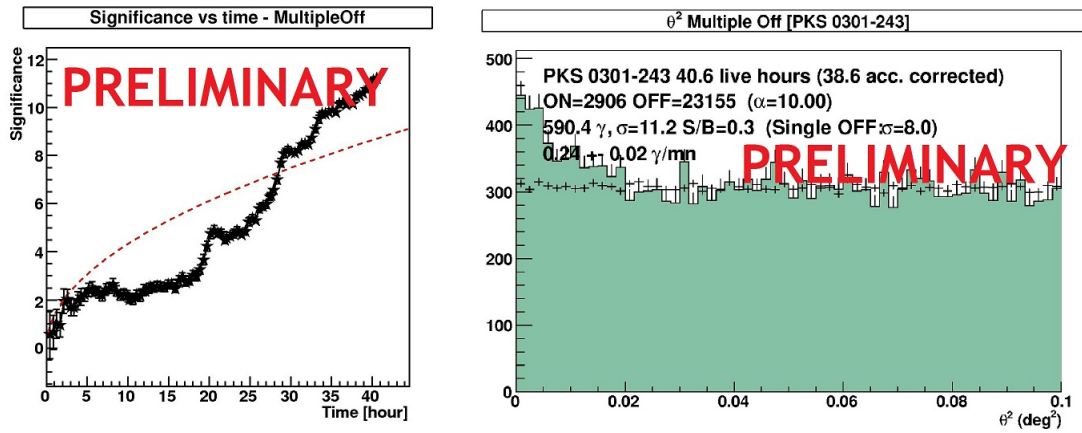 Significance vs time - MultipleOff
Significance
12
10
8
6
4
2
0
PRELIMINARY
0 5 10 15 20 25 30 35 40
Time [hour]
θ² Multiple Off [PKS 0301-243]
500
400
300
200
100
0
PKS 0301-243 40.6 live hours (38.6 acc. corrected)
ON=2906 OFF=23155 (α=10.00)
590.4 γ, σ=11.2 S/B=0.3 (Single OFF:σ=8.0)
0.24 +- 0.02 γ/mn
PRELIMINARY
0 0.02 0.04 0.06 0.08 0.1
θ² (deg²)